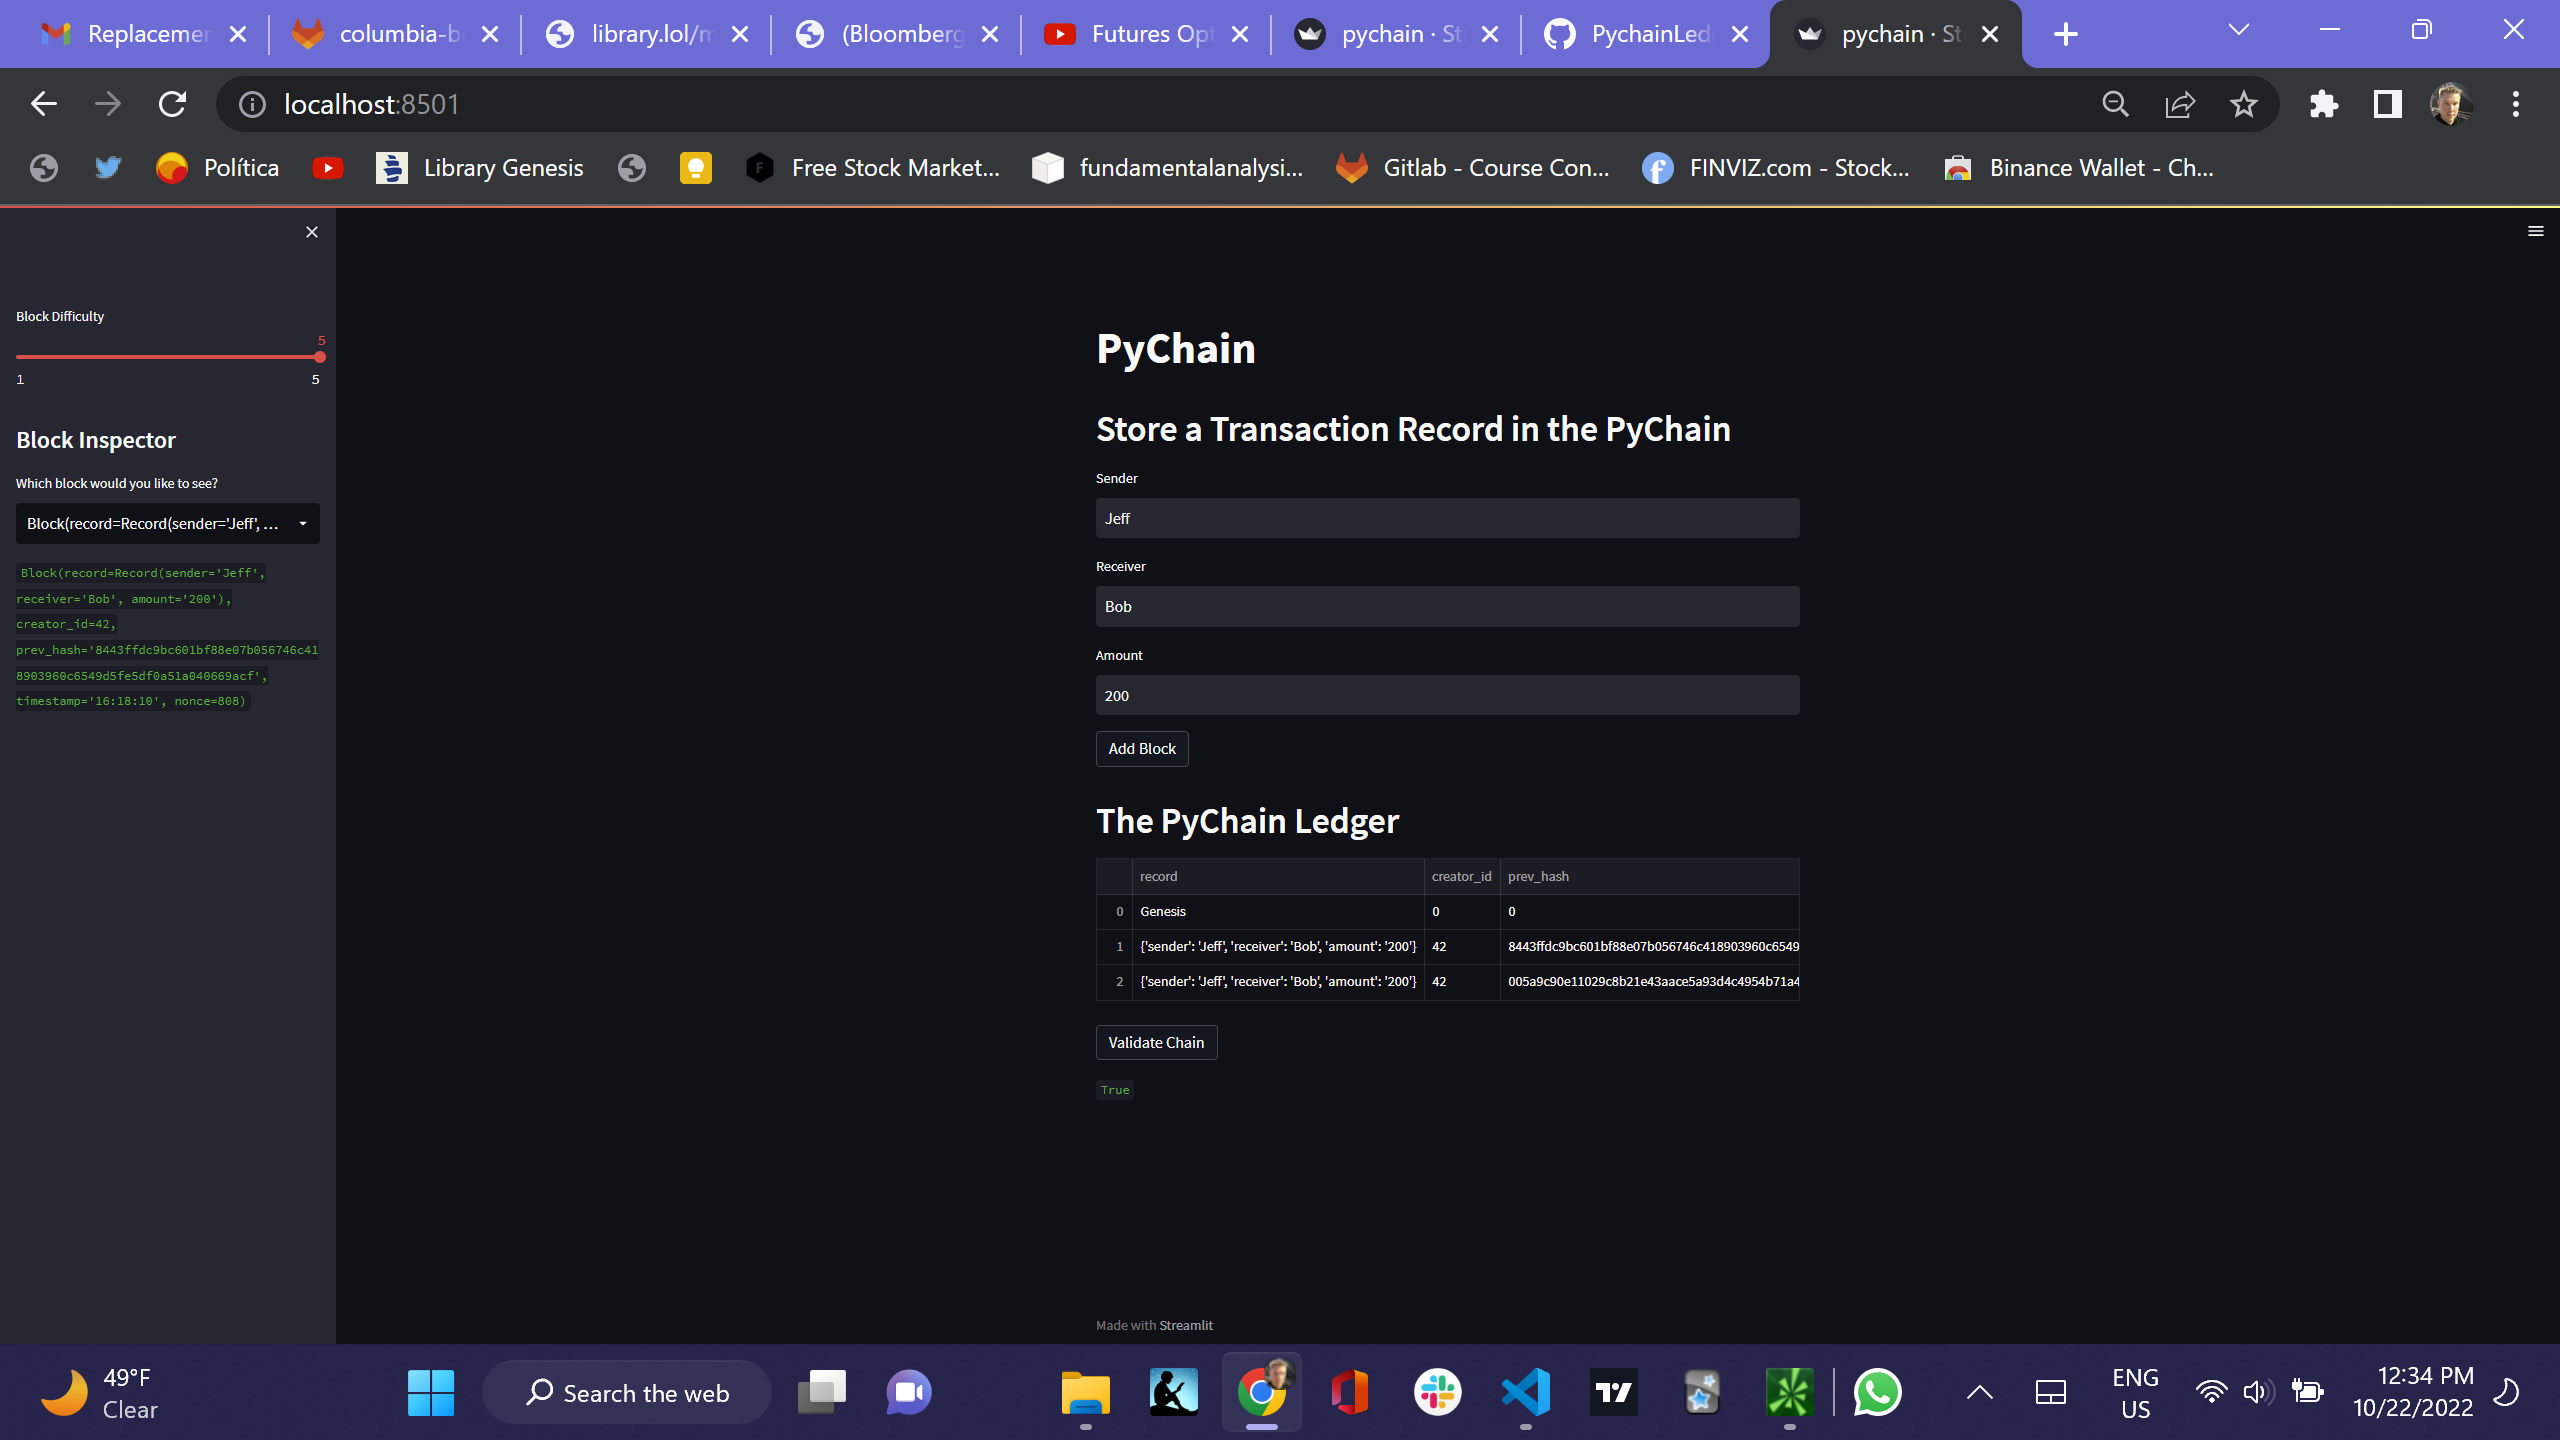 Replacemer
columbia-b
library.lol/m
(Bloomberg
Futures Opt
pychain · St
PychainLed
pychain · St
localhost:8501
Política
Library Genesis
Free Stock Market...
fundamentalanalysi...
Gitlab - Course Con...
FINVIZ.com - Stock...
Binance Wallet - Ch...
Block Difficulty
5
1 5
Block Inspector
Which block would you like to see?
Block(record=Record(sender='Jeff', ...
Block(record=Record(sender='Jeff',
receiver='Bob', amount='200'),
creator_id=42,
prev_hash='8443ffdc9bc601bf88e07b056746c41
8903960c6549d5fe5df0a51a040669acf',
timestamp='16:18:10', nonce=808)
PyChain
Store a Transaction Record in the PyChain
Sender
Jeff
Receiver
Bob
Amount
200
Add Block
The PyChain Ledger
record creator_id prev_hash
0 Genesis 0 0
1 {'sender': 'Jeff', 'receiver': 'Bob', 'amount': '200'} 42 8443ffdc9bc601bf88e07b056746c418903960c6549
2 {'sender': 'Jeff', 'receiver': 'Bob', 'amount': '200'} 42 005a9c90e11029c8b21e43aace5a93d4c4954b71a4
Validate Chain
True
Made with Streamlit
49°F
Clear
Search the web
ENG
US
12:34 PM
10/22/2022